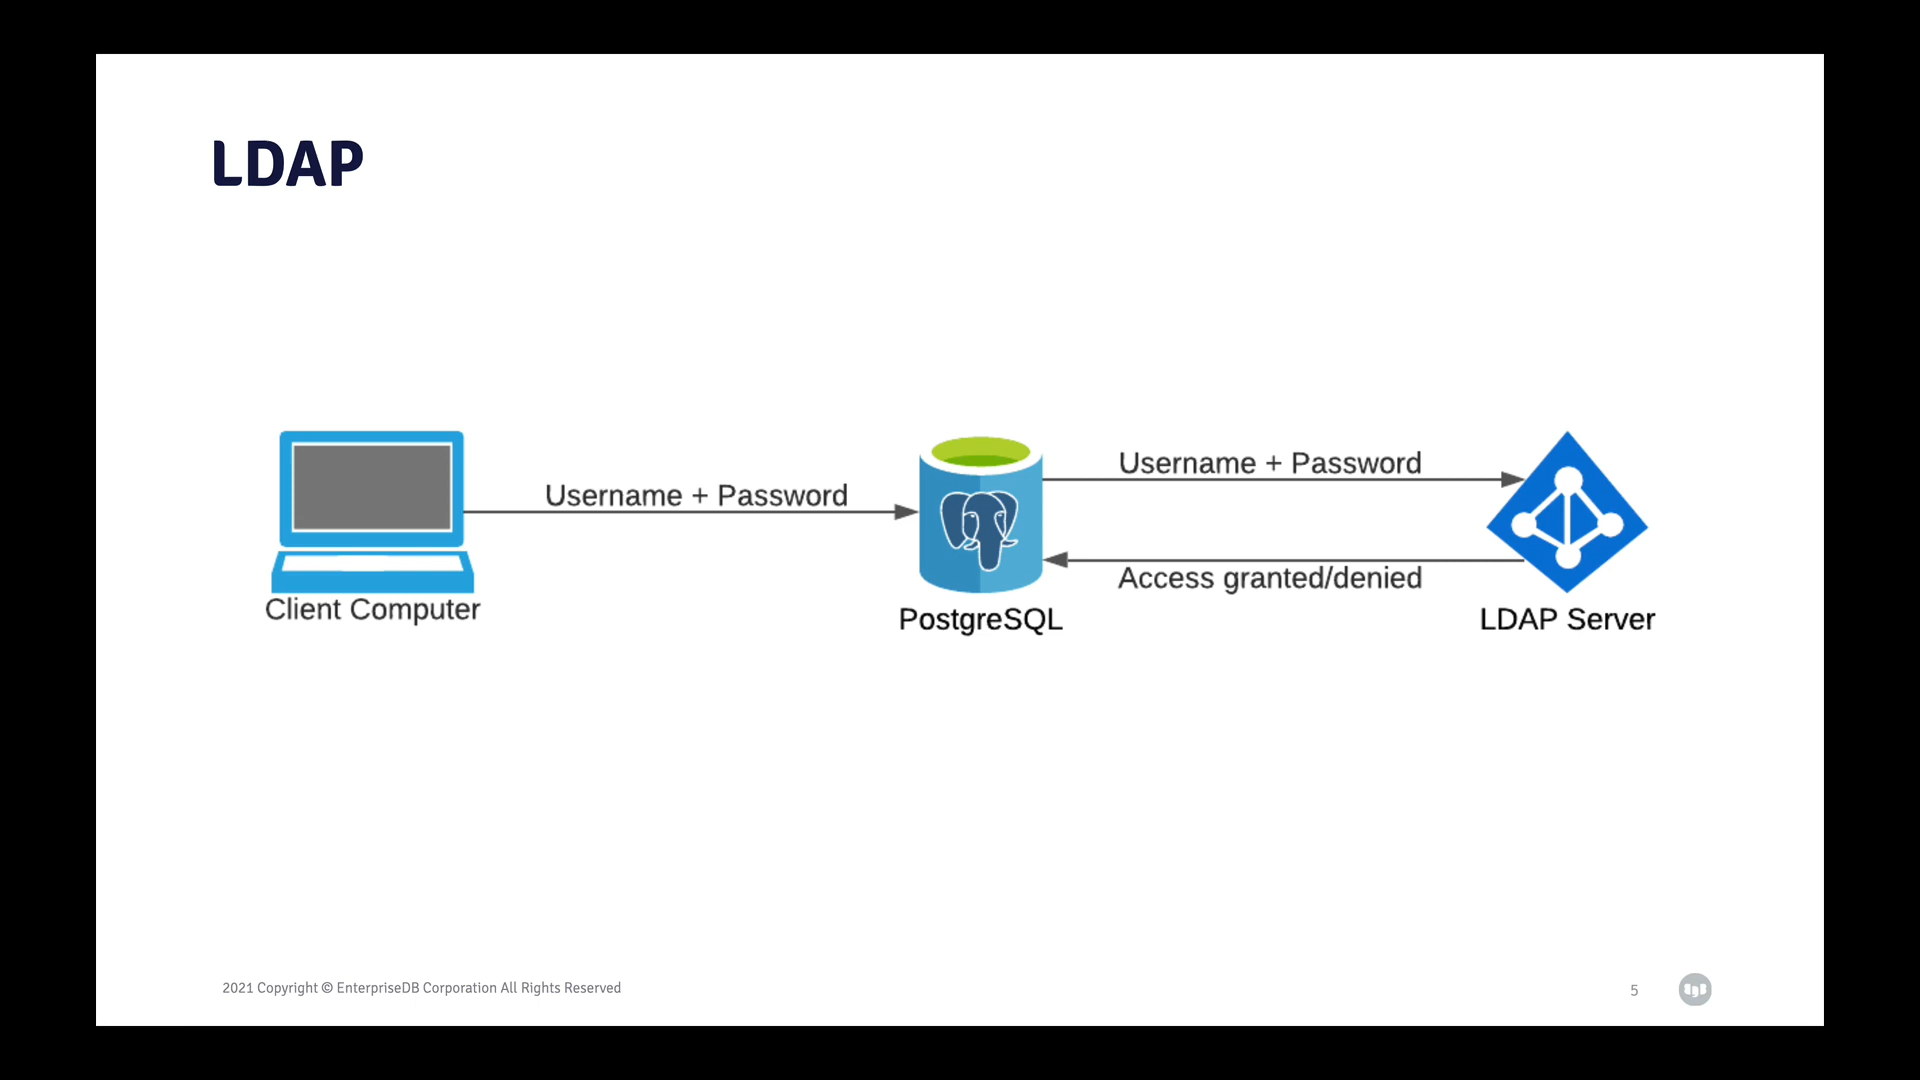 LDAP
Username + Password
Username + Password
Access granted/denied
Client Computer
PostgreSQL
LDAP Server
2021 Copyright © EnterpriseDB Corporation All Rights Reserved
5